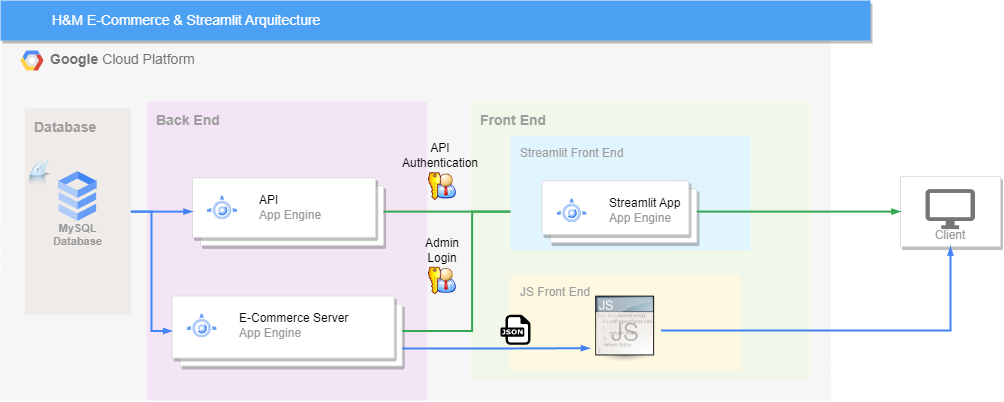 H&M E-Commerce & Streamlit Arquitecture
Google Cloud Platform
Database
MySQL
Database
Back End
API
App Engine
E-Commerce Server
App Engine
API
Authentication
Admin
Login
Front End
Streamlit Front End
Streamlit App
App Engine
JS Front End
JSON
JS
JS
Client